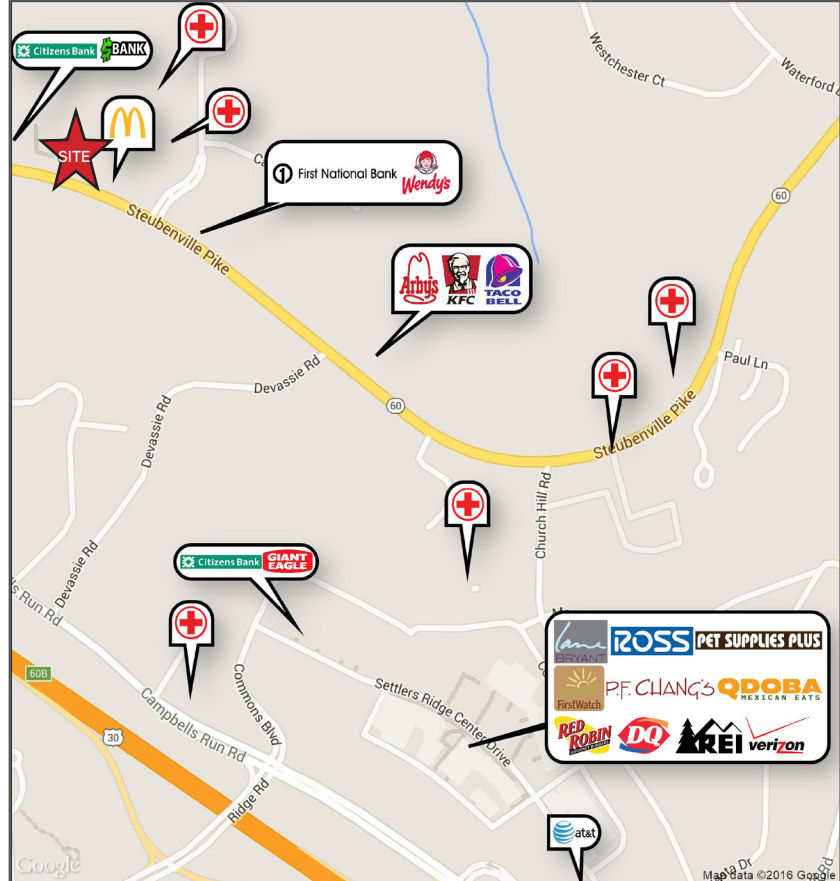 Westchester Ct
Waterford
Citizens Bank $BANK
SITE
First National Bank Wendy's
Steubenville Pike
60
Arby's KFC TACO BELL
Paul Ln
Devassie Rd
60
Steubenville Pike
Devassie Rd
Church Hill Rd
Devassie Rd
Citizens Bank GIANT EAGLE
Run Rd
60B
30
Commons Blvd
Campbells Run Rd
Ridge Rd
Settlers Ridge Center Drive
Lane BRYANT ROSS PET SUPPLIES PLUS
FirstWatch P.F. CHANG'S QDOBA MEXICAN EATS
RED ROBIN DQ REI verizon
at&t
Google
Dr
Rd
Map data ©2016 Google